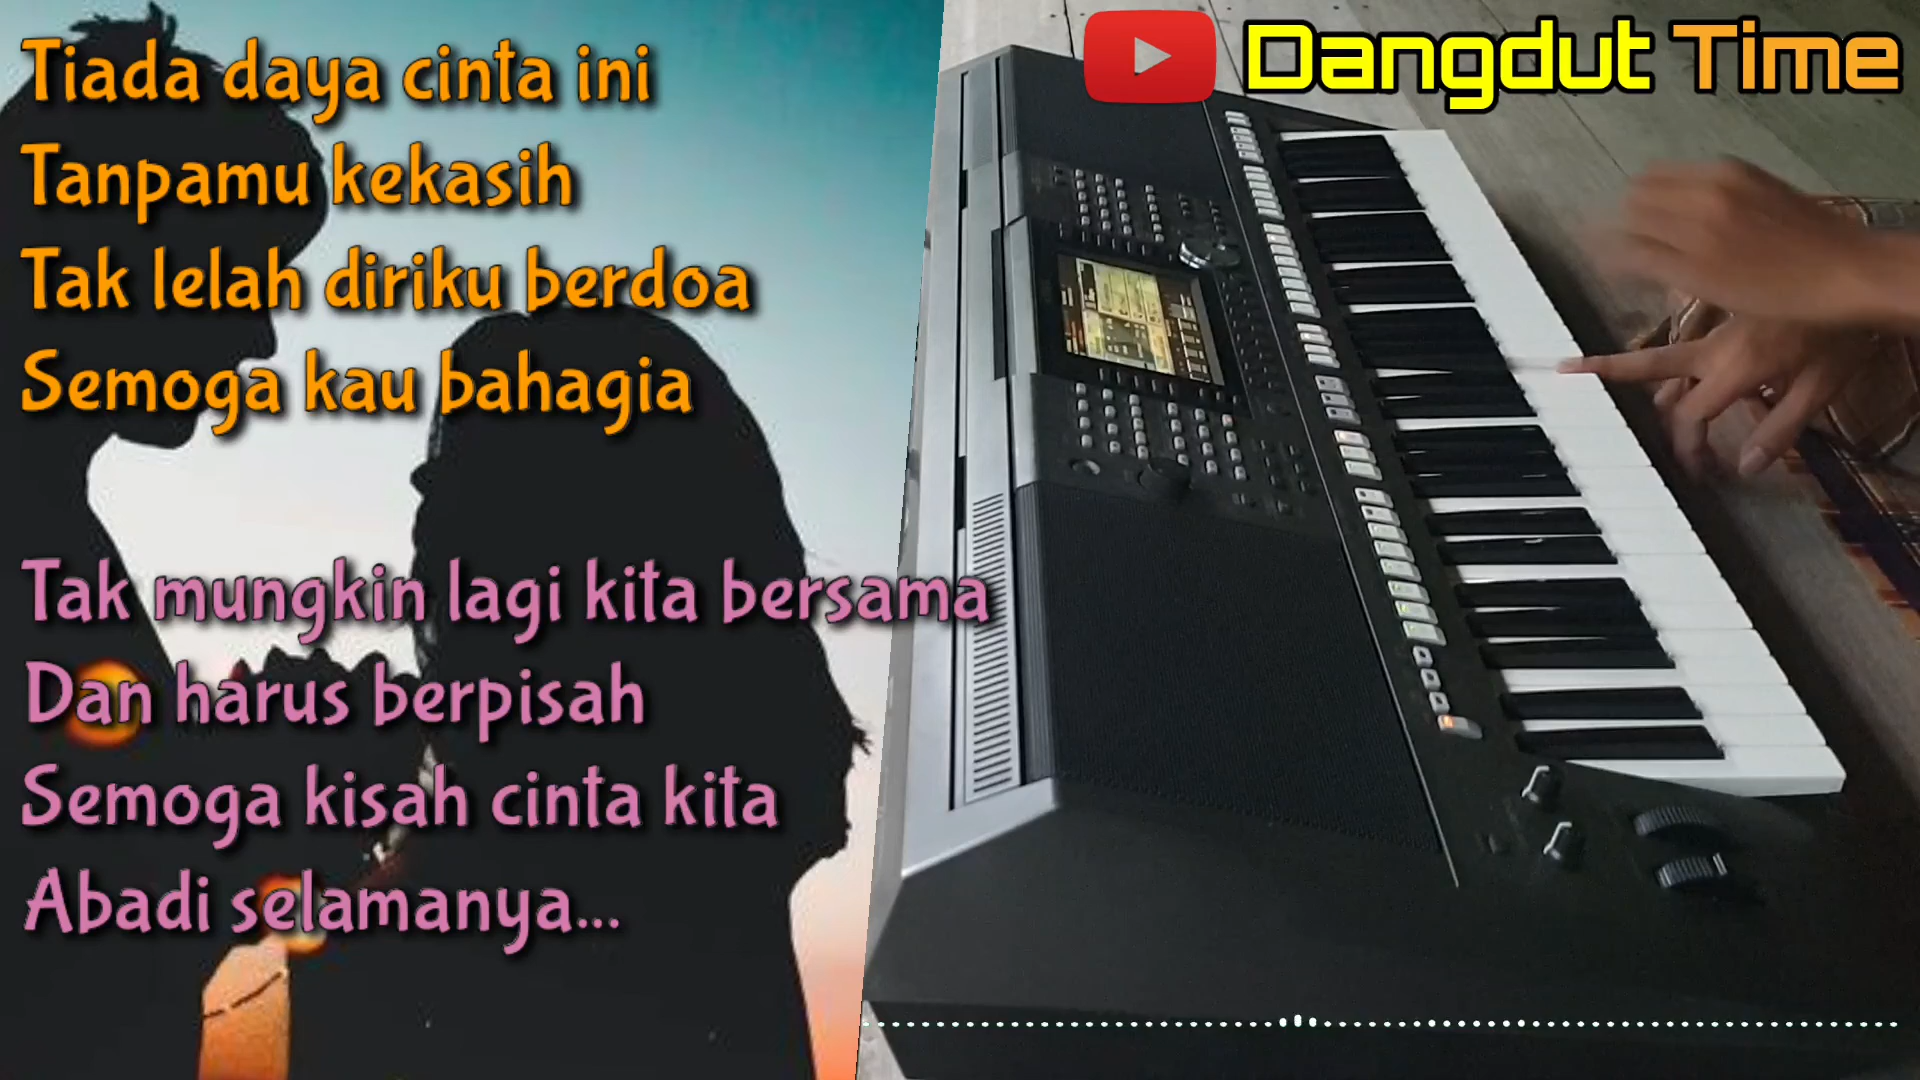 Tiada daya cinta ini
Tanpamu kekasih
Tak lelah diriku berdoa
Semoga kau bahagia
Tak mungkin lagi kita bersama
Dan harus berpisah
Semoga kisah cinta kita
Abadi selamanya...
Dangdut Time